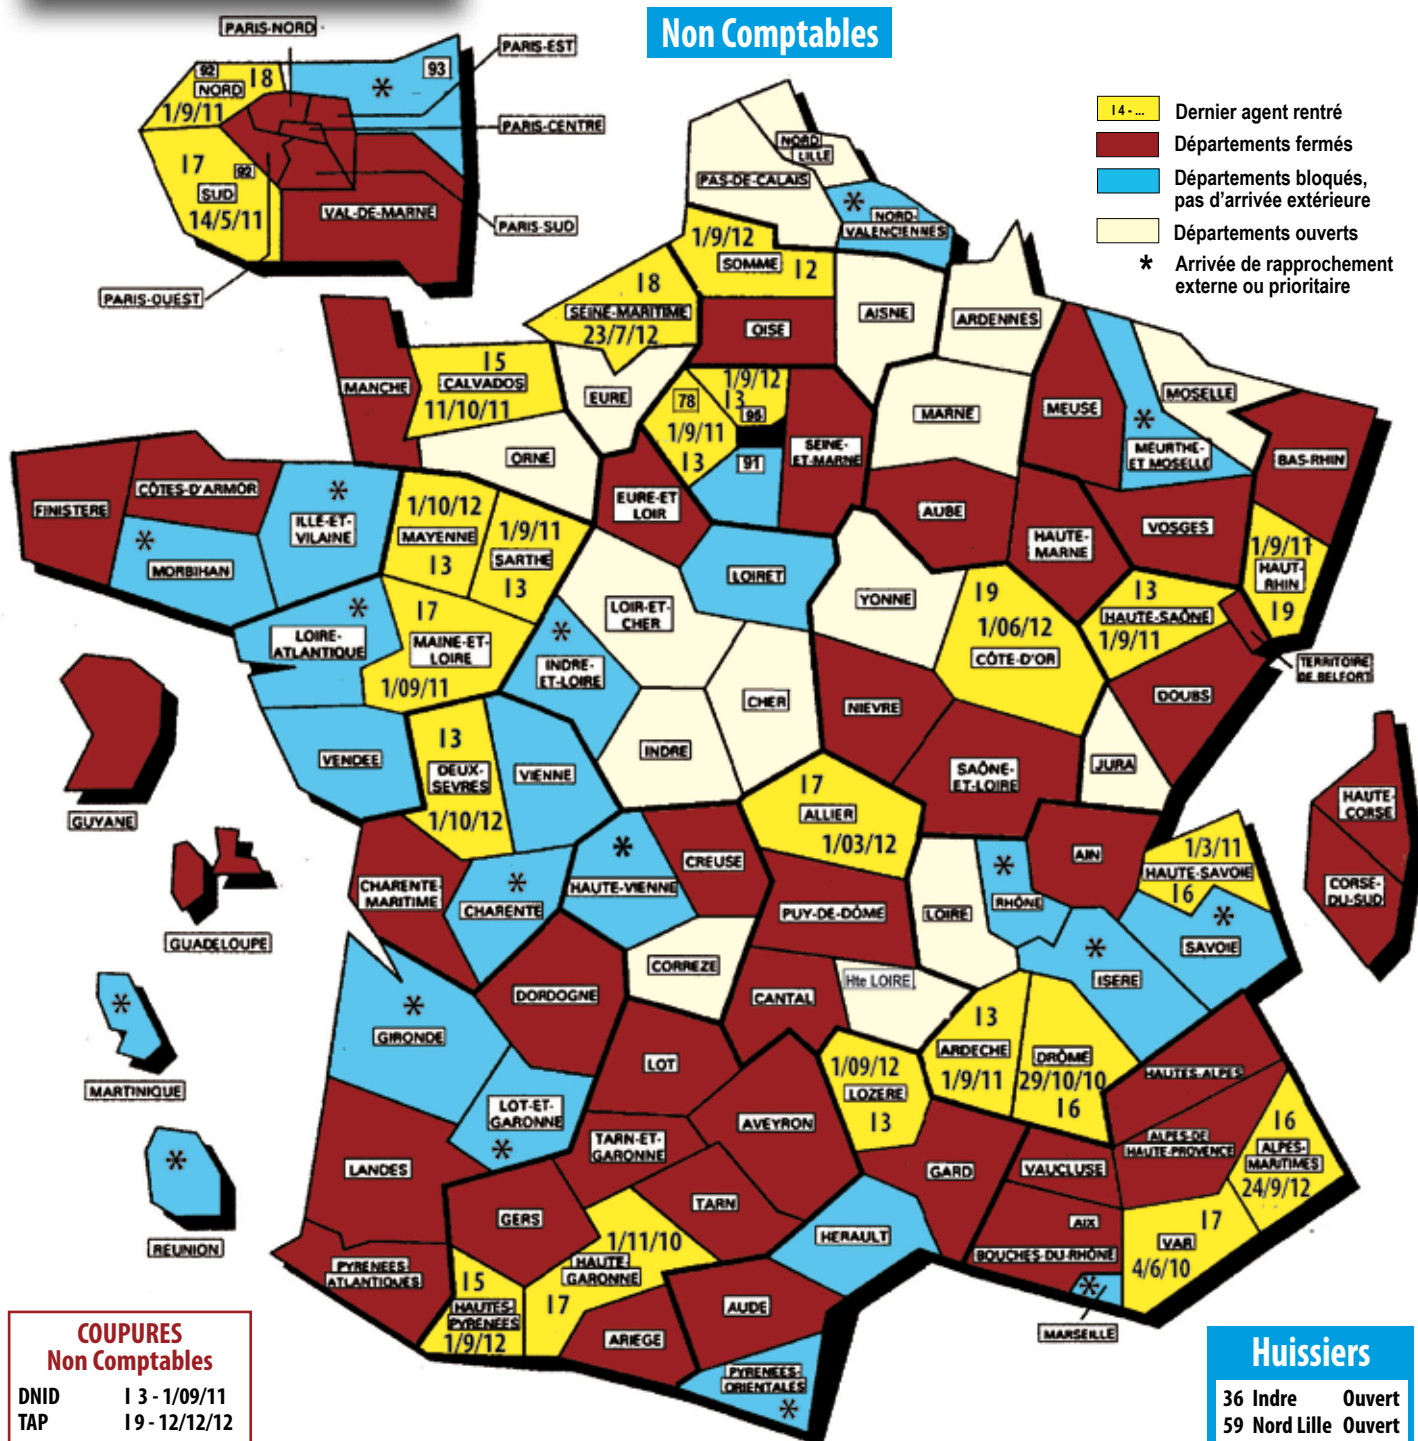 Non Comptables
14 - ... Dernier agent rentré
Départements fermés
Départements bloqués,
pas d'arrivée extérieure
Départements ouverts
* Arrivée de rapprochement
externe ou prioritaire
PARIS-NORD
PARIS-EST
92
NORD
18
1/9/11
*
93
PARIS-CENTRE
17
92
SUD
14/5/11
VAL-DE-MARNE
PARIS-SUD
PARIS-OUEST
NORD
LILLE
PAS-DE-CALAIS
*
NORD-
VALENCIENNES
1/9/12
SOMME
12
18
SEINE-MARITIME
23/7/12
OISE
AISNE
ARDENNES
MANCHE
15
CALVADOS
11/10/11
EURE
1/9/12
13
95
78
1/9/11
13
91
SEINE-
ET-MARNE
MARNE
MEUSE
*
MEURTHE-
ET MOSELLE
MOSELLE
BAS-RHIN
ORNE
EURE-ET
LOIR
AUBE
HAUTE-
MARNE
VOSGES
1/9/11
HAUT-
RHIN
19
FINISTERE
CÔTES-D'ARMOR
*
MORBIHAN
*
ILLE-ET-
VILAINE
1/10/12
MAYENNE
13
1/9/11
SARTHE
13
LOIRET
YONNE
19
1/06/12
CÔTE-D'OR
13
HAUTE-SAÔNE
1/9/11
TERRITOIRE
DE BELFORT
*
LOIRE-
ATLANTIQUE
17
MAINE-ET-
LOIRE
1/09/11
*
INDRE-
ET-LOIRE
LOIR-ET-
CHER
CHER
NIEVRE
DOUBS
GUYANE
VENDEE
13
DEUX-
SEVRES
1/10/12
VIENNE
INDRE
SAÔNE-
ET-LOIRE
JURA
17
ALLIER
1/03/12
HAUTE-
CORSE
CORSE-
DU-SUD
GUADELOUPE
CHARENTE-
MARITIME
*
CHARENTE
*
HAUTE-VIENNE
CREUSE
PUY-DE-DÔME
LOIRE
*
RHÔNE
AIN
1/3/11
HAUTE-SAVOIE
16
*
SAVOIE
*
ISERE
*
MARTINIQUE
*
GIRONDE
DORDOGNE
CORREZE
CANTAL
Hte LOIRE
13
ARDECHE
1/9/11
DRÔME
29/10/10
16
HAUTES-ALPES
*
REUNION
LOT-ET-
GARONNE
*
LOT
AVEYRON
1/09/12
LOZERE
13
TARN-ET-
GARONNE
LANDES
GERS
TARN
GARD
VAUCLUSE
ALPES-DE
HAUTE-PROVENCE
16
ALPES-
MARITIMES
24/9/12
AIX
BOUCHES-DU-RHÔNE
17
VAR
4/6/10
*
MARSEILLE
PYRENEES-
ATLANTIQUES
15
HAUTES-
PYRENEES
1/9/12
1/11/10
HAUTE-
GARONNE
17
ARIEGE
AUDE
HERAULT
PYRENEES-
ORIENTALES
*
COUPURES
Non Comptables
DNID I 3 - 1/09/11
TAP I 9 - 12/12/12
Huissiers
36 Indre Ouvert
59 Nord Lille Ouvert